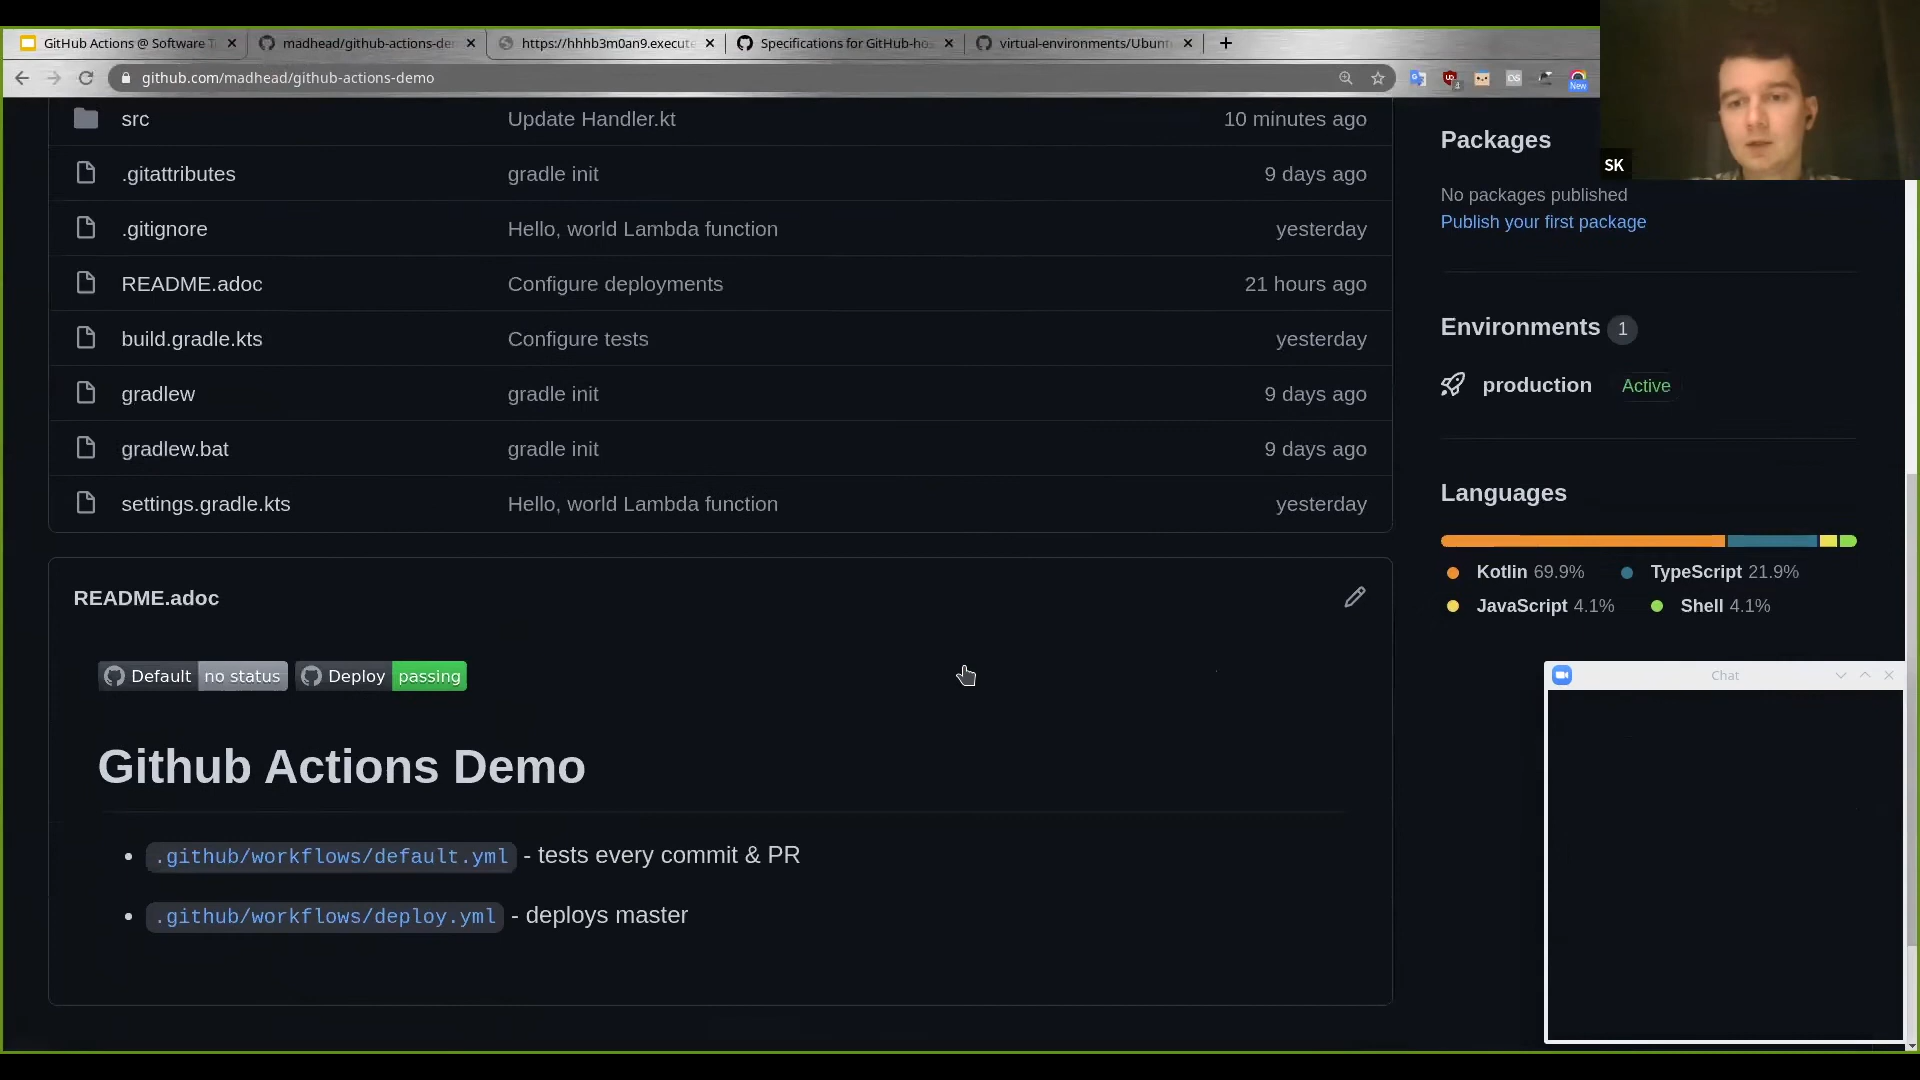 GitHub Actions @ Software T
madhead/github-actions-de
https://hhhb3m0an9.execute
Specifications for GitHub-ho
virtual-environments/Ubun
github.com/madhead/github-actions-demo
New
SK
src Update Handler.kt 10 minutes ago
.gitattributes gradle init 9 days ago
.gitignore Hello, world Lambda function yesterday
README.adoc Configure deployments 21 hours ago
build.gradle.kts Configure tests yesterday
gradlew gradle init 9 days ago
gradlew.bat gradle init 9 days ago
settings.gradle.kts Hello, world Lambda function yesterday
README.adoc
Default no status Deploy passing
Github Actions Demo
.github/workflows/default.yml - tests every commit & PR
.github/workflows/deploy.yml - deploys master
Packages
No packages published
Publish your first package
Environments 1
production Active
Languages
Kotlin 69.9% TypeScript 21.9%
JavaScript 4.1% Shell 4.1%
Chat